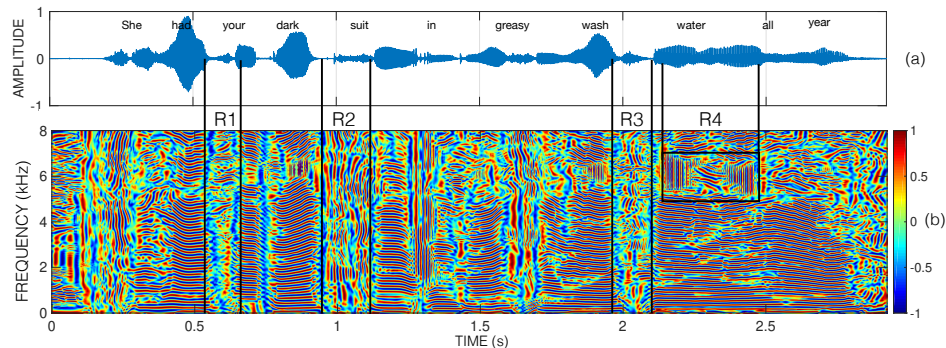 She had your dark suit in greasy wash water all year
1
0
-1
AMPLITUDE
(a)
R1 R2 R3 R4
8
6
4
2
0
FREQUENCY (kHz)
0 0.5 1 1.5 2 2.5
TIME (s)
1
0.5
0
-0.5
-1
(b)